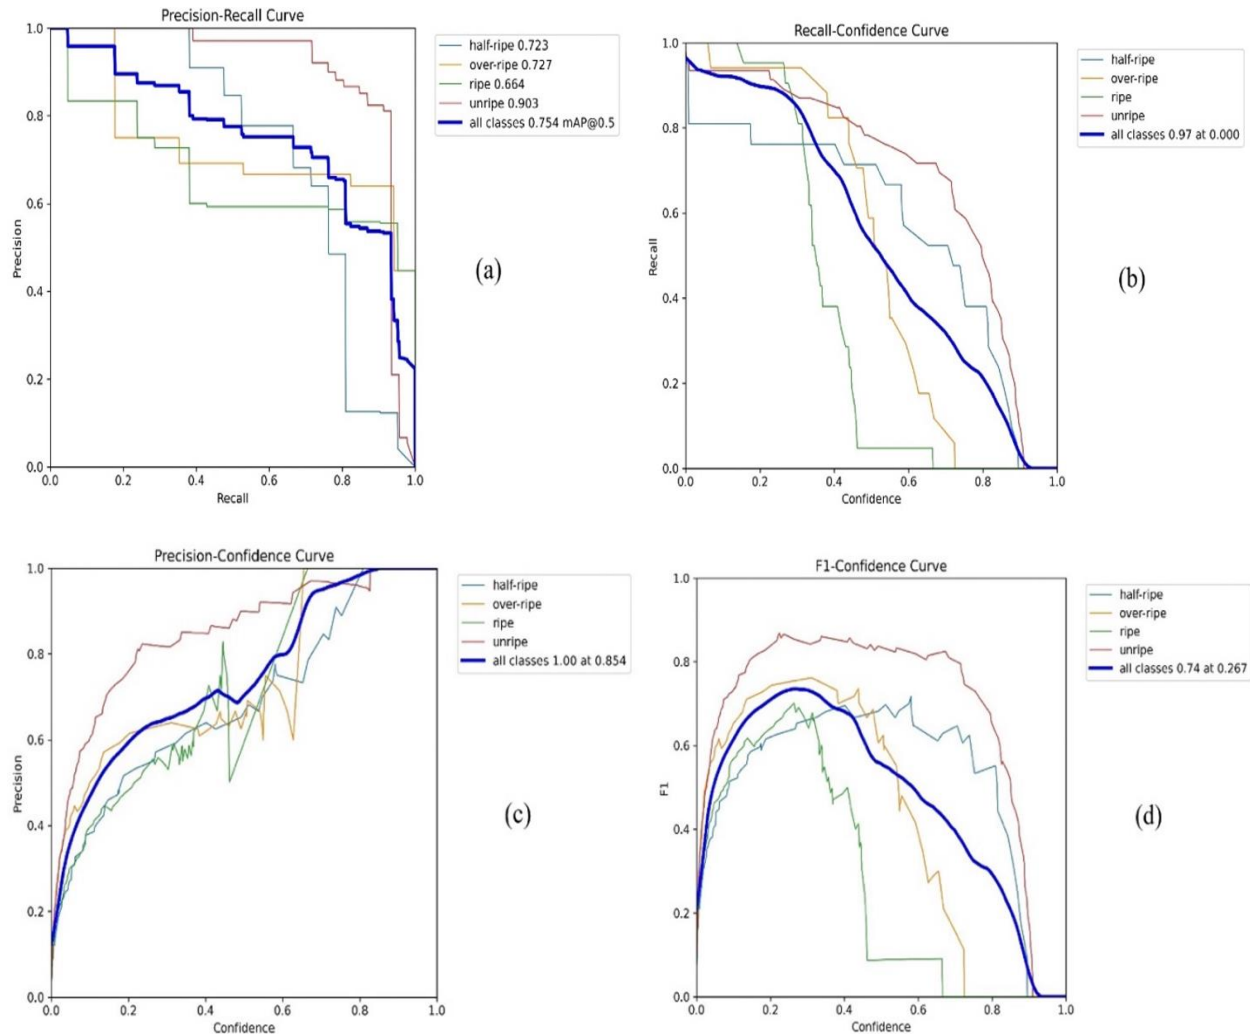 Precision-Recall Curve
1.0
0.8
0.6
0.4
0.2
0.0
Precision
0.0 0.2 0.4 0.6 0.8 1.0
Recall
half-ripe 0.723
over-ripe 0.727
ripe 0.664
unripe 0.903
all classes 0.754 mAP@0.5
(a)
Recall-Confidence Curve
1.0
0.8
0.6
0.4
0.2
0.0
Recall
0.0 0.2 0.4 0.6 0.8 1.0
Confidence
half-ripe
over-ripe
ripe
unripe
all classes 0.97 at 0.000
(b)
Precision-Confidence Curve
1.0
0.8
0.6
0.4
0.2
0.0
Precision
0.0 0.2 0.4 0.6 0.8 1.0
Confidence
half-ripe
over-ripe
ripe
unripe
all classes 1.00 at 0.854
(c)
F1-Confidence Curve
1.0
0.8
0.6
0.4
0.2
0.0
F1
0.0 0.2 0.4 0.6 0.8 1.0
Confidence
half-ripe
over-ripe
ripe
unripe
all classes 0.74 at 0.267
(d)